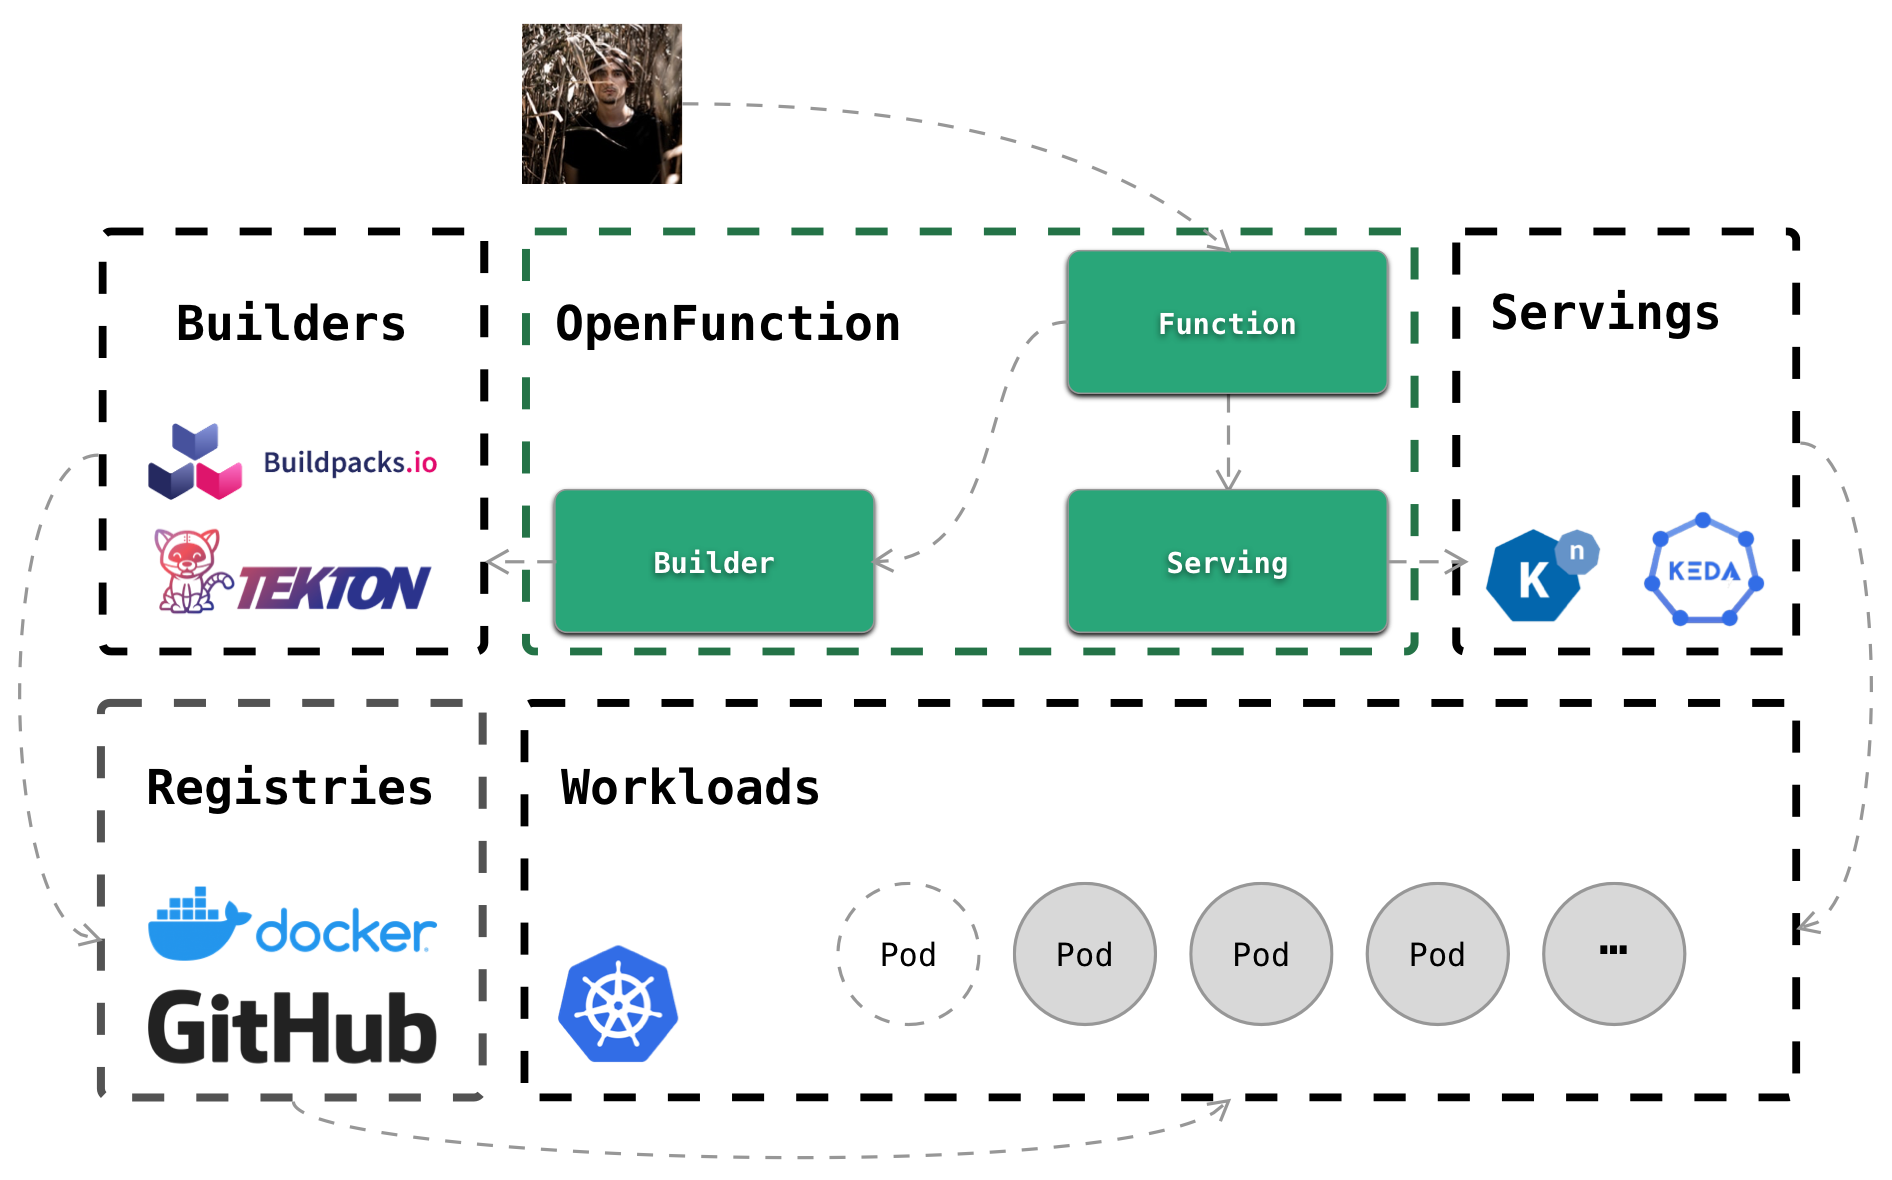 Builders
Buildpacks.io
TEKTON
OpenFunction
Function
Builder
Serving
Servings
K
n
KEDA
Registries
docker
GitHub
Workloads
Pod
Pod
Pod
Pod
...